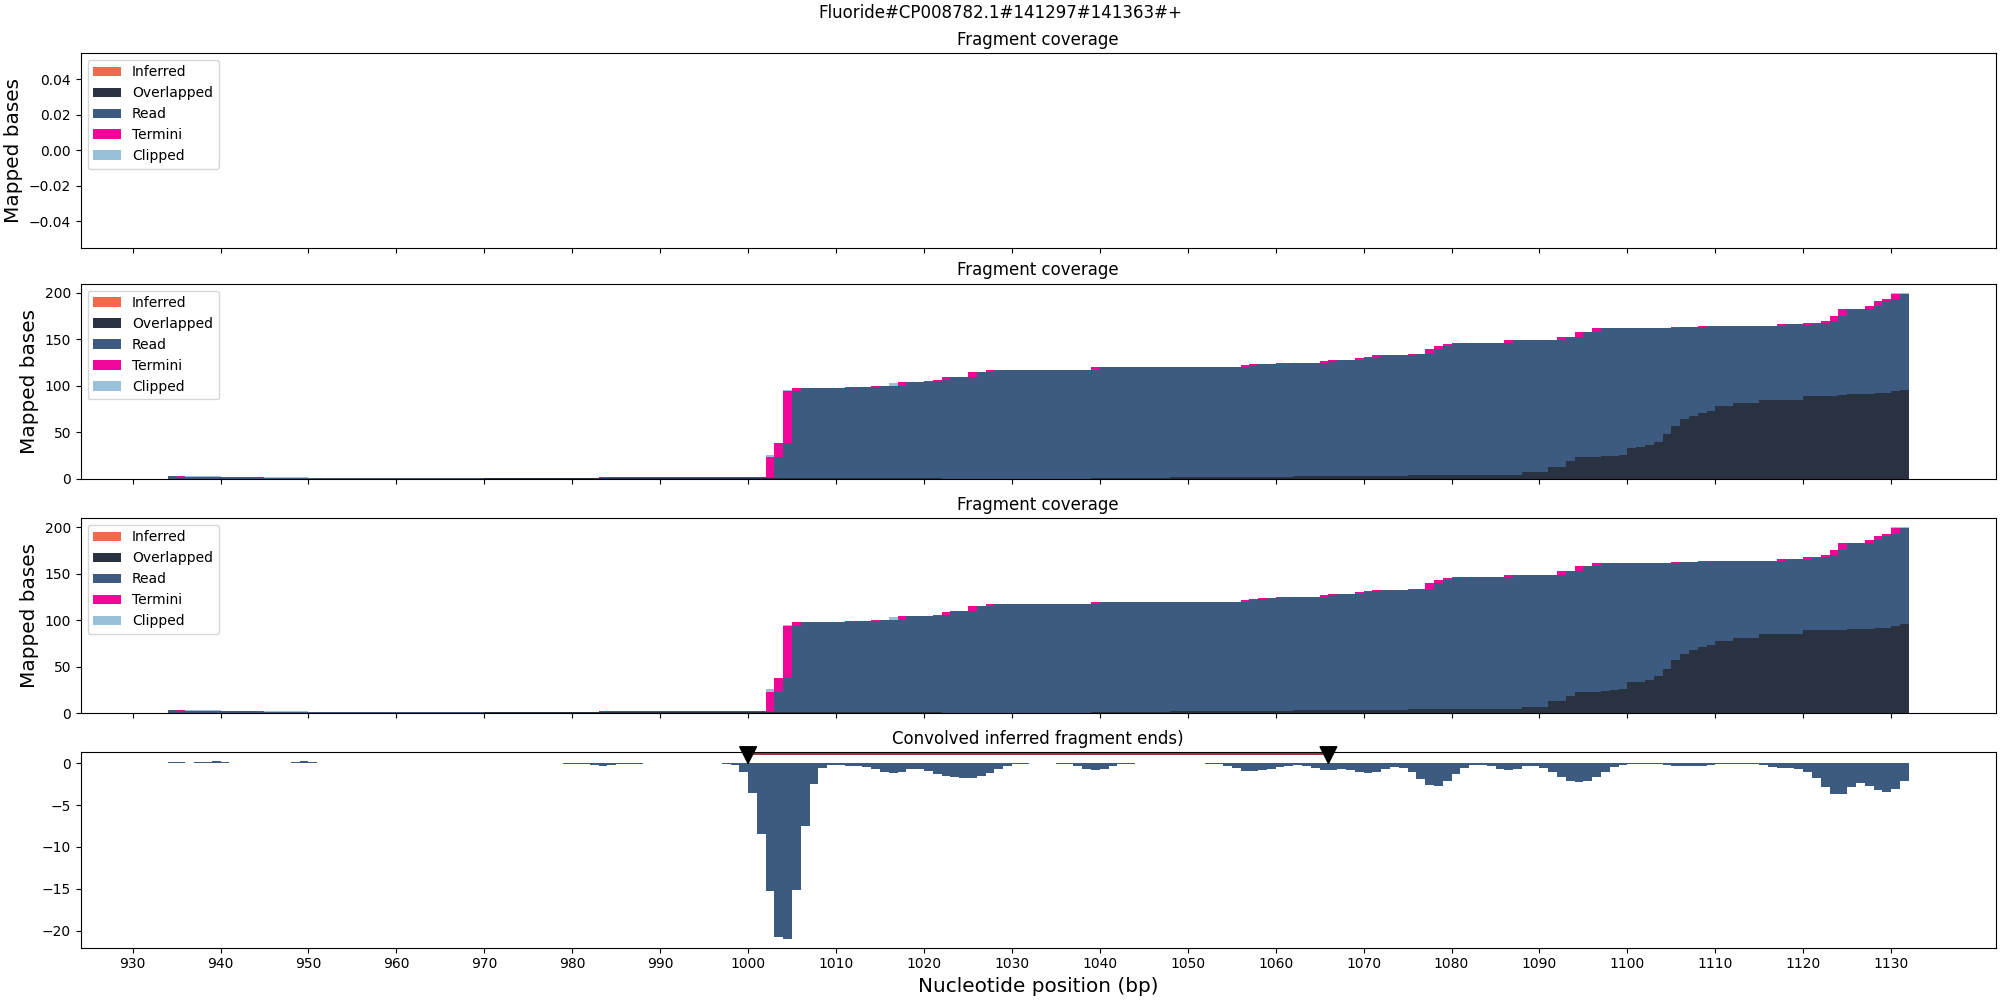 Fluoride#CP008782.1#141297#141363#+
Fragment coverage
Mapped bases
0.04
0.02
0.00
−0.02
−0.04
Inferred
Overlapped
Read
Termini
Clipped
Fragment coverage
Mapped bases
200
150
100
50
0
Inferred
Overlapped
Read
Termini
Clipped
Fragment coverage
Mapped bases
200
150
100
50
0
Inferred
Overlapped
Read
Termini
Clipped
Convolved inferred fragment ends)
0
−5
−10
−15
−20
930 940 950 960 970 980 990 1000 1010 1020 1030 1040 1050 1060 1070 1080 1090 1100 1110 1120 1130
Nucleotide position (bp)